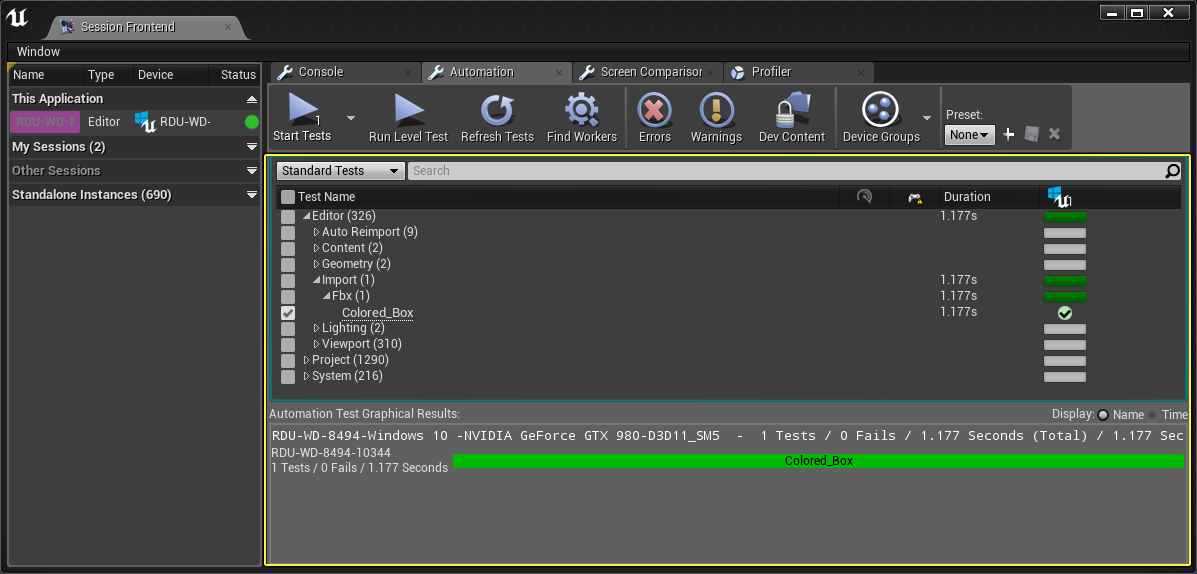 Session Frontend
Window
Name Type Device Status
This Application
RDU-WD-8 Editor RDU-WD-
My Sessions (2)
Other Sessions
Standalone Instances (690)
Console Automation Screen Comparisor Profiler
1
Start Tests Run Level Test Refresh Tests Find Workers Errors Warnings Dev Content Device Groups
Preset:
None
Standard Tests Search
Test Name Duration 1
Editor (326) 1.177s
Auto Reimport (9)
Content (2)
Geometry (2)
Import (1) 1.177s
Fbx (1) 1.177s
Colored_Box 1.177s
Lighting (2)
Viewport (310)
Project (1290)
System (216)
Automation Test Graphical Results: Display: Name Time
RDU-WD-8494-Windows 10 -NVIDIA GeForce GTX 980-D3D11_SM5 - 1 Tests / 0 Fails / 1.177 Seconds (Total) / 1.177 Sec
RDU-WD-8494-10344
1 Tests / 0 Fails / 1.177 Seconds
Colored_Box